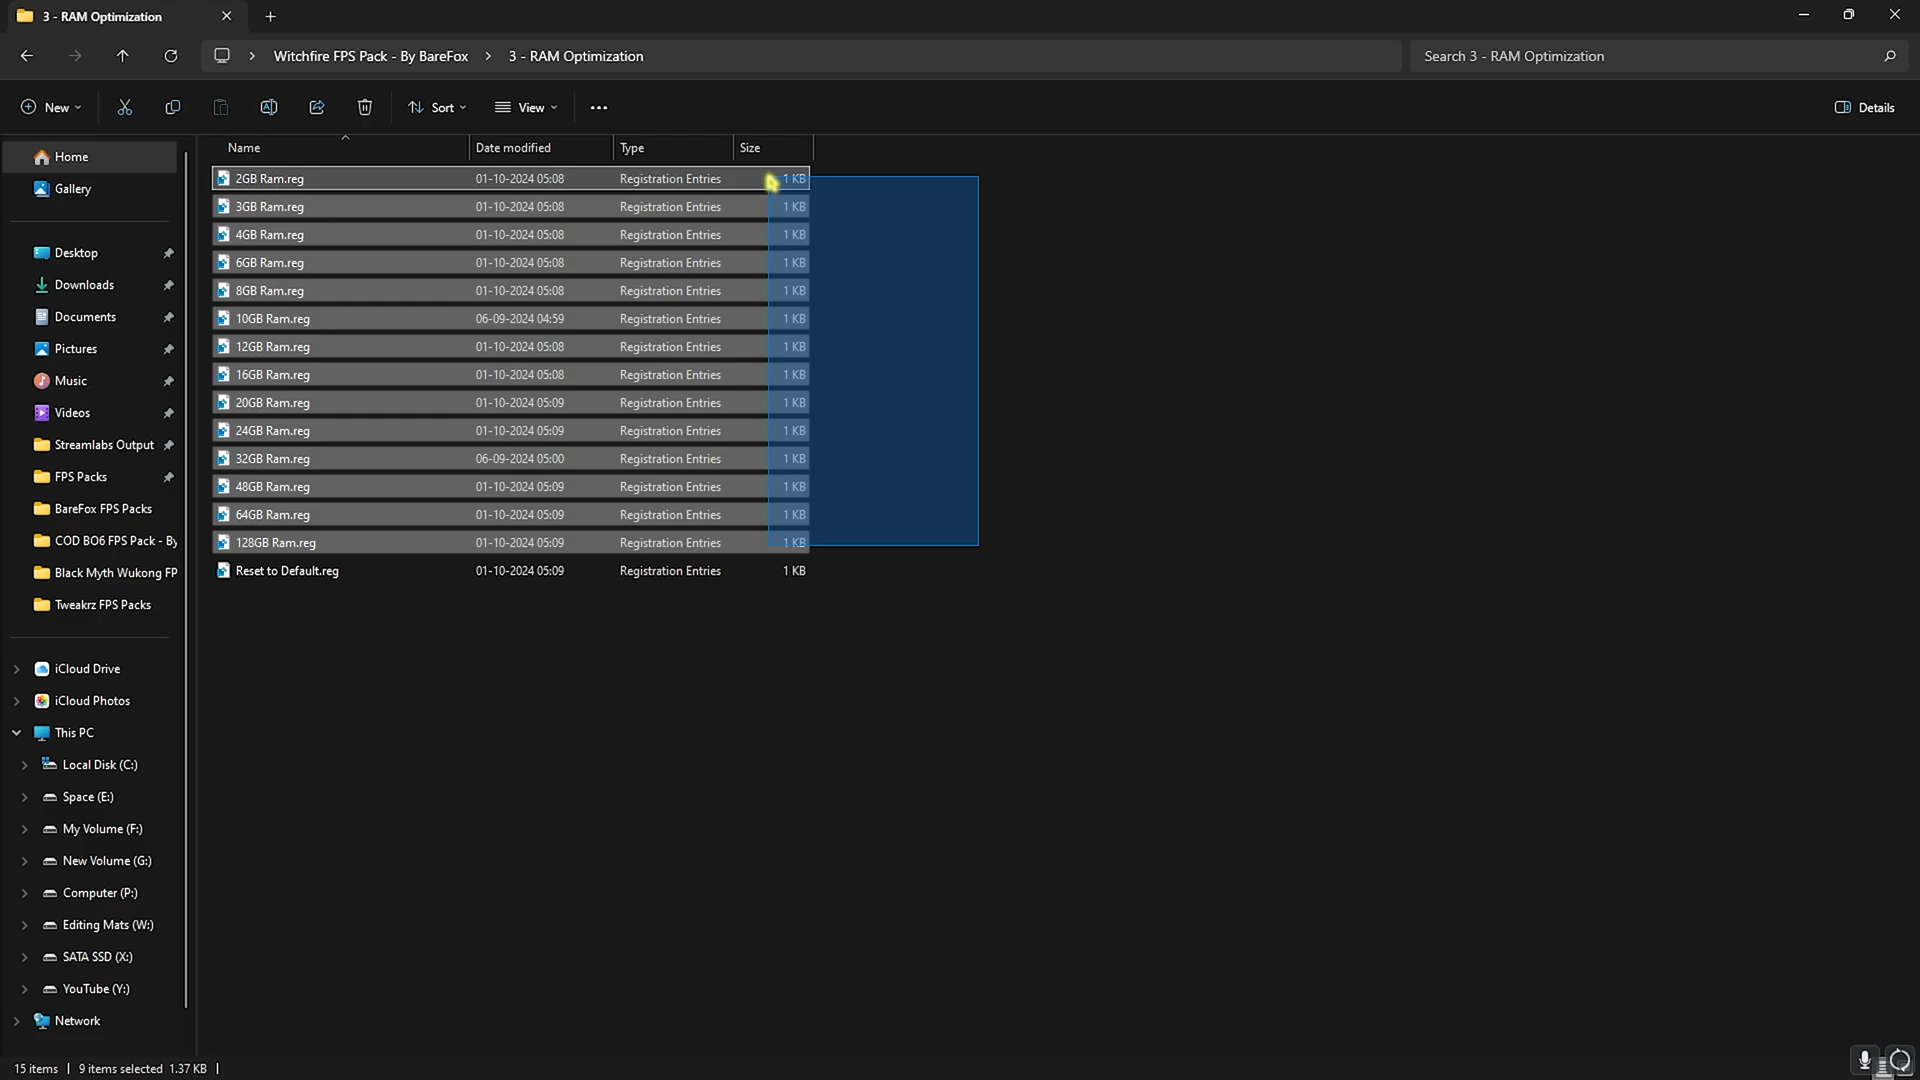 3 - RAM Optimization
Witchfire FPS Pack - By BareFox > 3 - RAM Optimization
Search 3 - RAM Optimization
New
Sort
View
Details
Name Date modified Type Size
Home
Gallery
Desktop
Downloads
Documents
Pictures
Music
Videos
Streamlabs Output
FPS Packs
BareFox FPS Packs
COD BO6 FPS Pack - By
Black Myth Wukong FP
Tweakrz FPS Packs
iCloud Drive
iCloud Photos
This PC
Local Disk (C:)
Space (E:)
My Volume (F:)
New Volume (G:)
Computer (P:)
Editing Mats (W:)
SATA SSD (X:)
YouTube (Y:)
Network
2GB Ram.reg 01-10-2024 05:08 Registration Entries 1 KB
3GB Ram.reg 01-10-2024 05:08 Registration Entries 1 KB
4GB Ram.reg 01-10-2024 05:08 Registration Entries 1 KB
6GB Ram.reg 01-10-2024 05:08 Registration Entries 1 KB
8GB Ram.reg 01-10-2024 05:08 Registration Entries 1 KB
10GB Ram.reg 06-09-2024 04:59 Registration Entries 1 KB
12GB Ram.reg 01-10-2024 05:08 Registration Entries 1 KB
16GB Ram.reg 01-10-2024 05:08 Registration Entries 1 KB
20GB Ram.reg 01-10-2024 05:09 Registration Entries 1 KB
24GB Ram.reg 01-10-2024 05:09 Registration Entries 1 KB
32GB Ram.reg 06-09-2024 05:00 Registration Entries 1 KB
48GB Ram.reg 01-10-2024 05:09 Registration Entries 1 KB
64GB Ram.reg 01-10-2024 05:09 Registration Entries 1 KB
128GB Ram.reg 01-10-2024 05:09 Registration Entries 1 KB
Reset to Default.reg 01-10-2024 05:09 Registration Entries 1 KB
15 items | 9 items selected 1.37 KB |